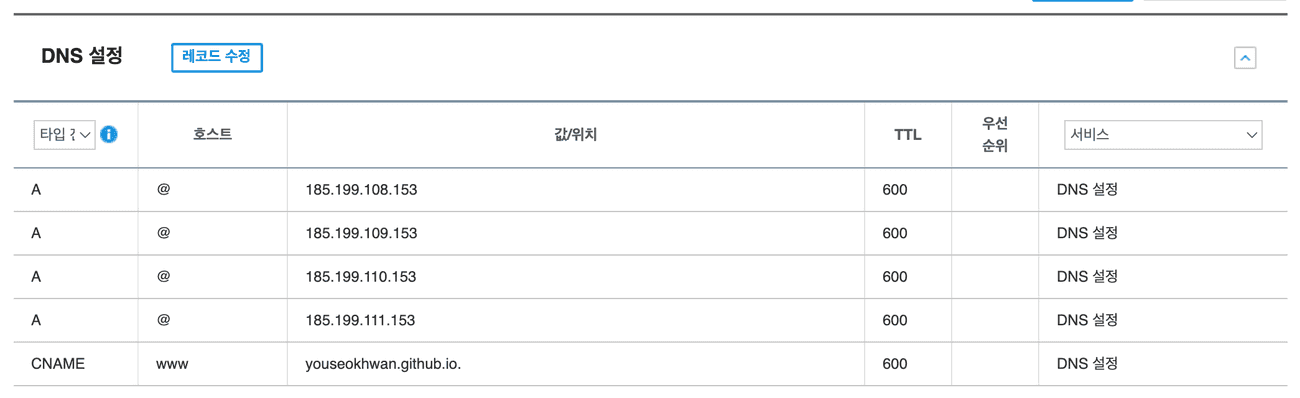 DNS 설정 레코드 수정
타입 호스트 값/위치 TTL 우선 순위 서비스
A @ 185.199.108.153 600 DNS 설정
A @ 185.199.109.153 600 DNS 설정
A @ 185.199.110.153 600 DNS 설정
A @ 185.199.111.153 600 DNS 설정
CNAME www youseokhwan.github.io. 600 DNS 설정